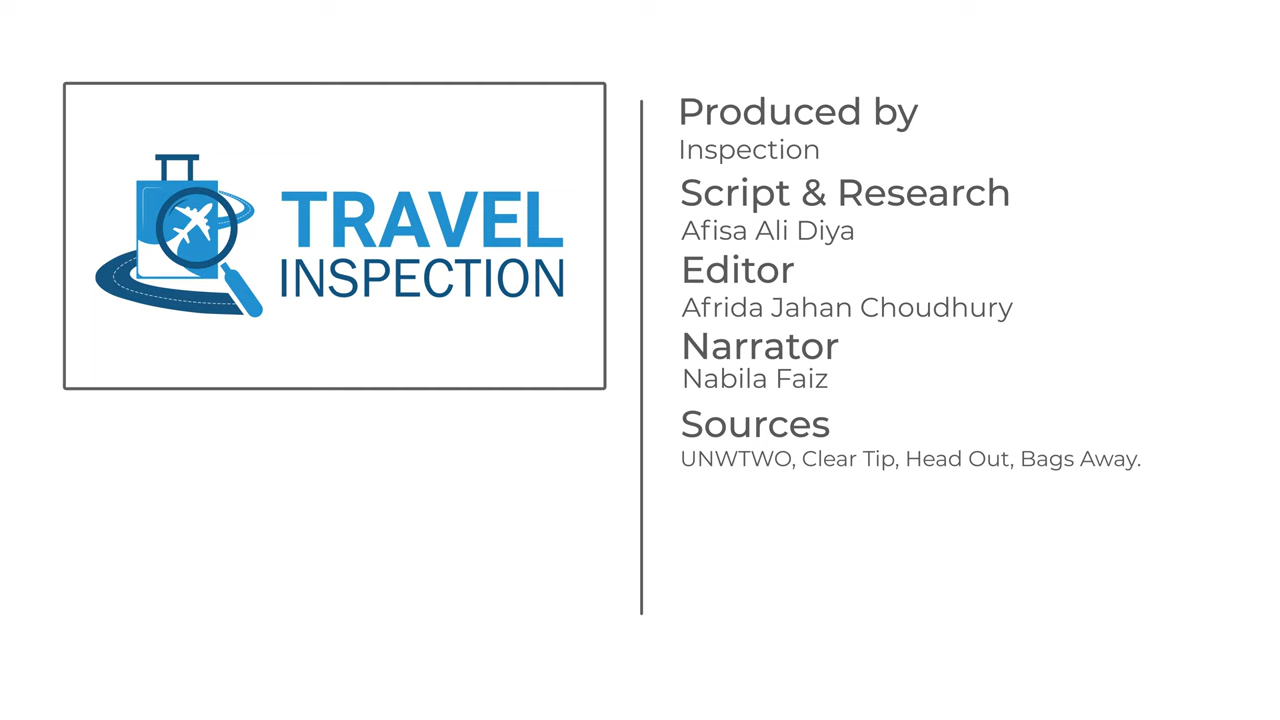 TRAVEL
INSPECTION
Produced by
Inspection
Script & Research
Afisa Ali Diya
Editor
Afrida Jahan Choudhury
Narrator
Nabila Faiz
Sources
UNWTWO, Clear Tip, Head Out, Bags Away.